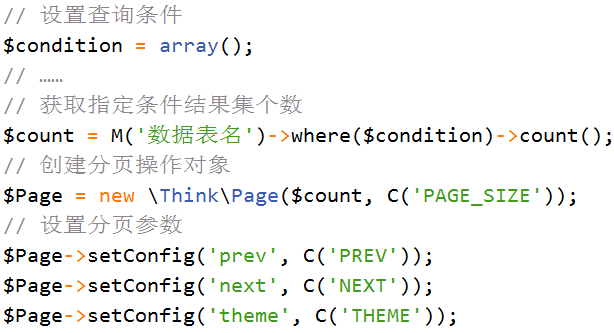 // 设置查询条件
$condition = array();
// ……
// 获取指定条件结果集个数
$count = M('数据表名')->where($condition)->count();
// 创建分页操作对象
$Page = new \Think\Page($count, C('PAGE_SIZE'));
// 设置分页参数
$Page->setConfig('prev', C('PREV'));
$Page->setConfig('next', C('NEXT'));
$Page->setConfig('theme', C('THEME'));